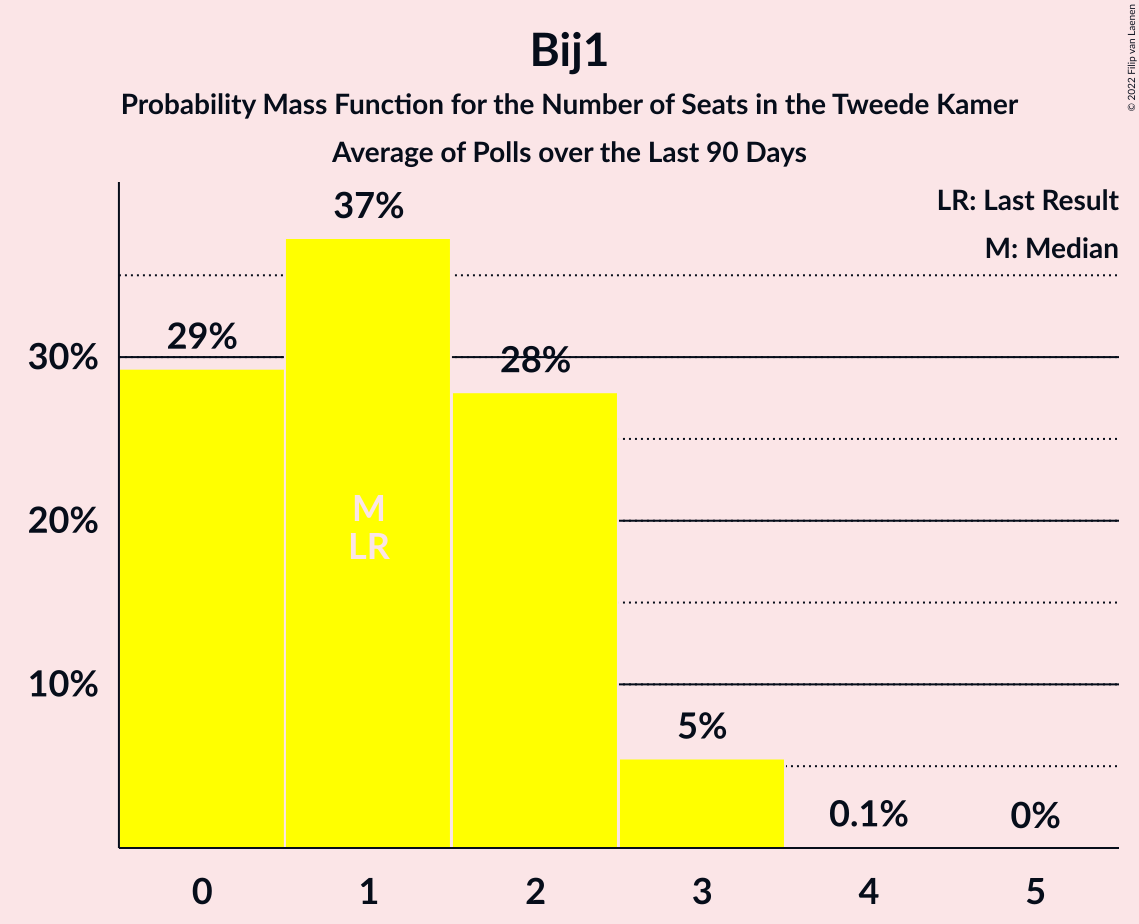 Bij1
Probability Mass Function for the Number of Seats in the Tweede Kamer
Average of Polls over the Last 90 Days
© 2022 Filip van Laenen
LR: Last Result
M: Median
37%
29%
28%
5%
0.1%
0%
M
LR
30%
20%
10%
0 1 2 3 4 5